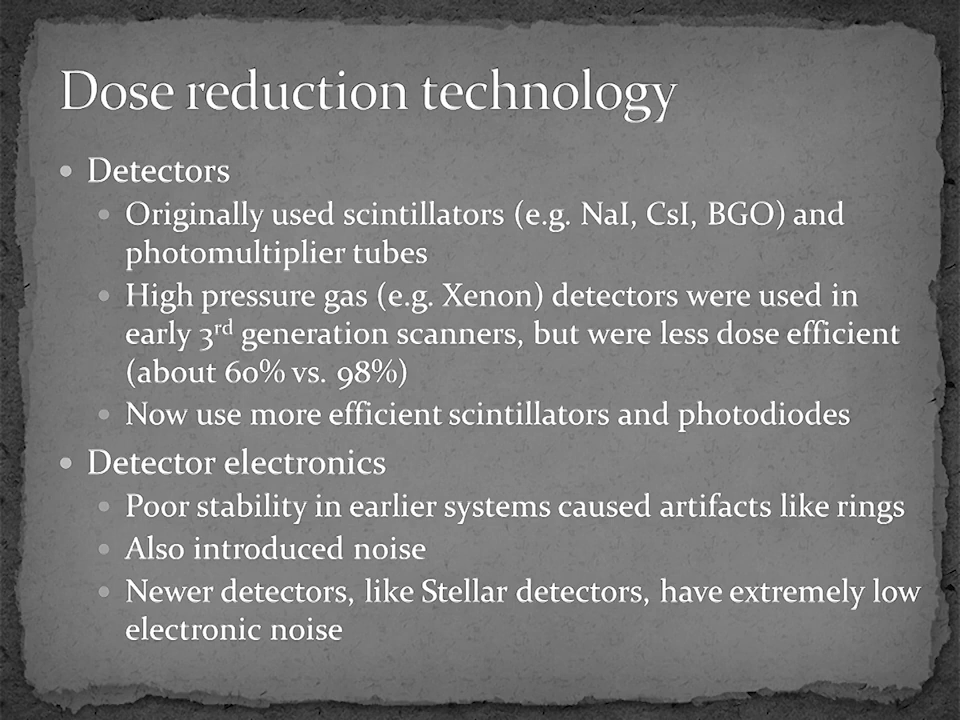 Dose reduction technology
• Detectors
• Originally used scintillators (e.g. NaI, CsI, BGO) and
photomultiplier tubes
• High pressure gas (e.g. Xenon) detectors were used in
early 3rd generation scanners, but were less dose efficient
(about 60% vs. 98%)
• Now use more efficient scintillators and photodiodes
• Detector electronics
• Poor stability in earlier systems caused artifacts like rings
• Also introduced noise
• Newer detectors, like Stellar detectors, have extremely low
electronic noise